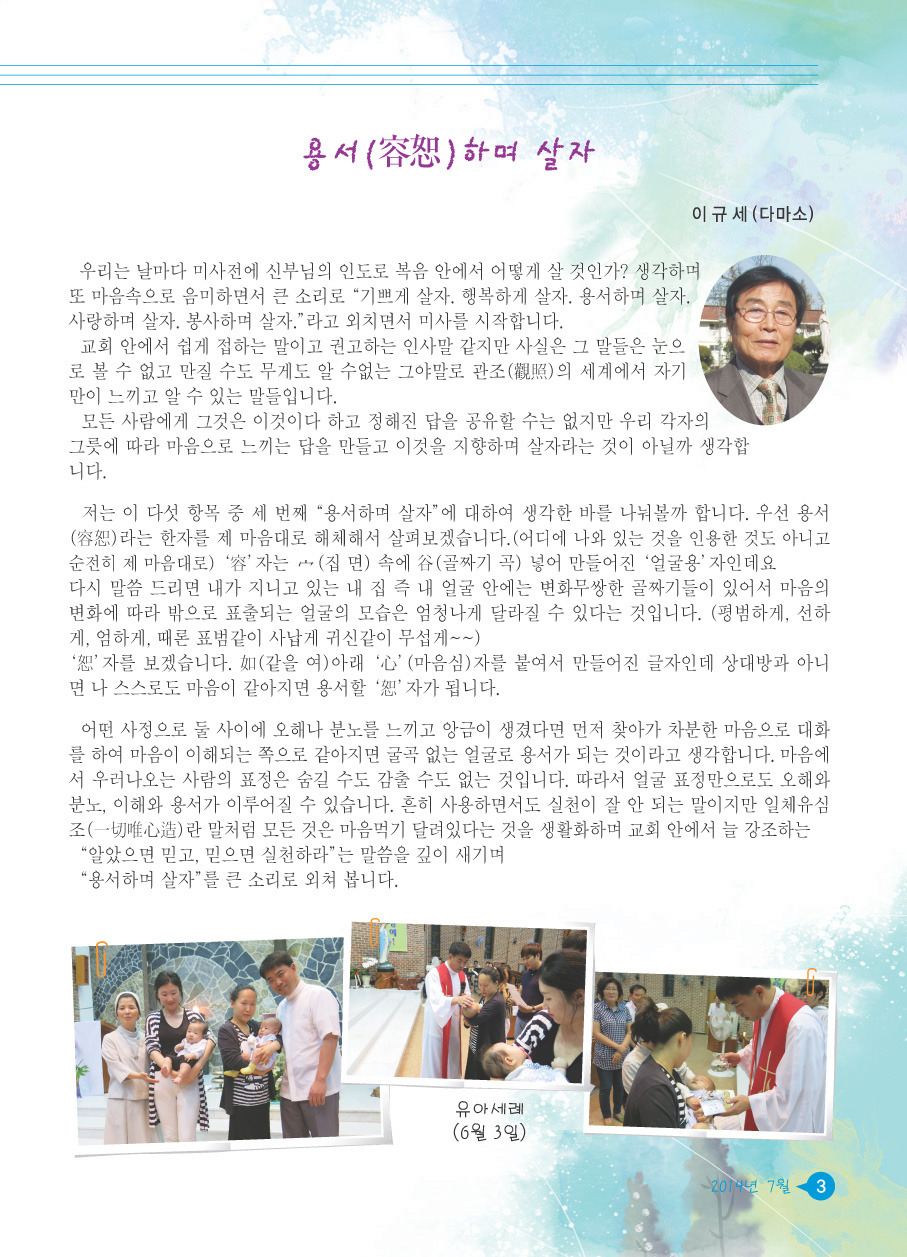 용서(容恕)하며 살자
이 규 세 (다마소)
우리는 날마다 미사전에 신부님의 인도로 복음 안에서 어떻게 살 것인가? 생각하며
또 마음속으로 음미하면서 큰 소리로 “기쁘게 살자. 행복하게 살자. 용서하며 살자.
사랑하며 살자. 봉사하며 살자.”라고 외치면서 미사를 시작합니다.
교회 안에서 쉽게 접하는 말이고 권고하는 인사말 같지만 사실은 그 말들은 눈으
로 볼 수 없고 만질 수도 무게도 알 수없는 그야말로 관조(觀照)의 세계에서 자기
만이 느끼고 알 수 있는 말들입니다.
모든 사람에게 그것은 이것이다 하고 정해진 답을 공유할 수는 없지만 우리 각자의
그릇에 따라 마음으로 느끼는 답을 만들고 이것을 지향하며 살자라는 것이 아닐까 생각합
니다.
저는 이 다섯 항목 중 세 번째 “용서하며 살자”에 대하여 생각한 바를 나눠볼까 합니다. 우선 용서
(容恕)라는 한자를 제 마음대로 해체해서 살펴보겠습니다.(어디에 나와 있는 것을 인용한 것도 아니고
순전히 제 마음대로) ‘容’자는 宀(집 면) 속에 谷(골짜기 곡) 넣어 만들어진 ‘얼굴용’자인데요
다시 말씀 드리면 내가 지니고 있는 내 집 즉 내 얼굴 안에는 변화무쌍한 골짜기들이 있어서 마음의
변화에 따라 밖으로 표출되는 얼굴의 모습은 엄청나게 달라질 수 있다는 것입니다. (평범하게, 선하
게, 엄하게, 때론 표범같이 사납게 귀신같이 무섭게~~)
‘恕’자를 보겠습니다. 如(같을 여)아래 ‘心’(마음심)자를 붙여서 만들어진 글자인데 상대방과 아니
면 나 스스로도 마음이 같아지면 용서할 ‘恕’자가 됩니다.
어떤 사정으로 둘 사이에 오해나 분노를 느끼고 앙금이 생겼다면 먼저 찾아가 차분한 마음으로 대화
를 하여 마음이 이해되는 쪽으로 같아지면 굴곡 없는 얼굴로 용서가 되는 것이라고 생각합니다. 마음에
서 우러나오는 사람의 표정은 숨길 수도 감출 수도 없는 것입니다. 따라서 얼굴 표정만으로도 오해와
분노, 이해와 용서가 이루어질 수 있습니다. 흔히 사용하면서도 실천이 잘 안 되는 말이지만 일체유심
조(一切唯心造)란 말처럼 모든 것은 마음먹기 달려있다는 것을 생활화하며 교회 안에서 늘 강조하는
“알았으면 믿고, 믿으면 실천하라”는 말씀을 깊이 새기며
“용서하며 살자”를 큰 소리로 외쳐 봅니다.
유아세례
(6월 3일)
2014년 7월 3